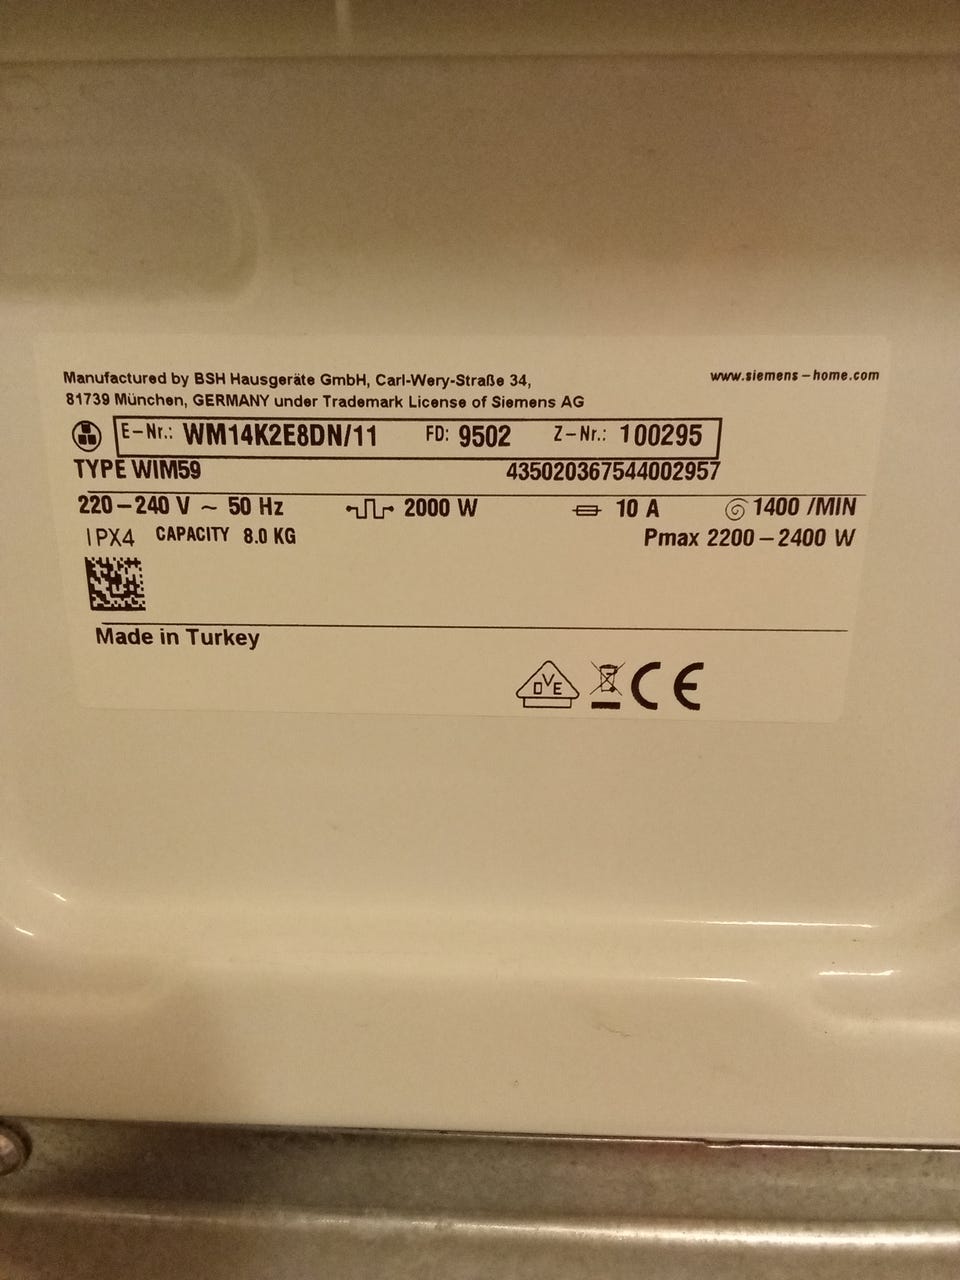 Manufactured by BSH Hausgeräte GmbH, Carl-Wery-Straße 34,
81739 München, GERMANY under Trademark License of Siemens AG
www.siemens-home.com
E-Nr.: WM14K2E8DN/11 FD: 9502 Z-Nr.: 100295
TYPE WIM59 435020367544002957
220-240 V ~ 50 Hz 2000 W 10 A 1400 /MIN
IPX4 CAPACITY 8.0 KG Pmax 2200-2400 W
Made in Turkey
DVE CE